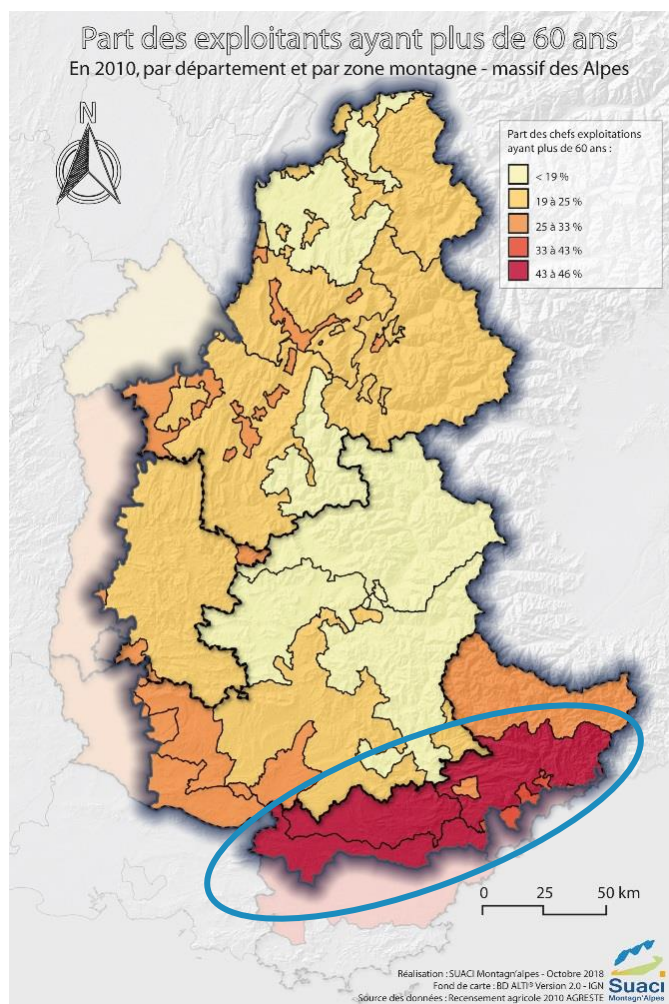 Part des exploitants ayant plus de 60 ans
En 2010, par département et par zone montagne - massif des Alpes
N
Part des chefs exploitations
ayant plus de 60 ans :
< 19 %
19 à 25 %
25 à 33 %
33 à 43 %
43 à 46 %
0 25 50 km
Réalisation : SUACI Montagn'alpes - Octobre 2018
Fond de carte : BD ALTI® Version 2.0 - IGN
Source des données : Recensement agricole 2010 AGRESTE
Suaci
Montagn'Alpes